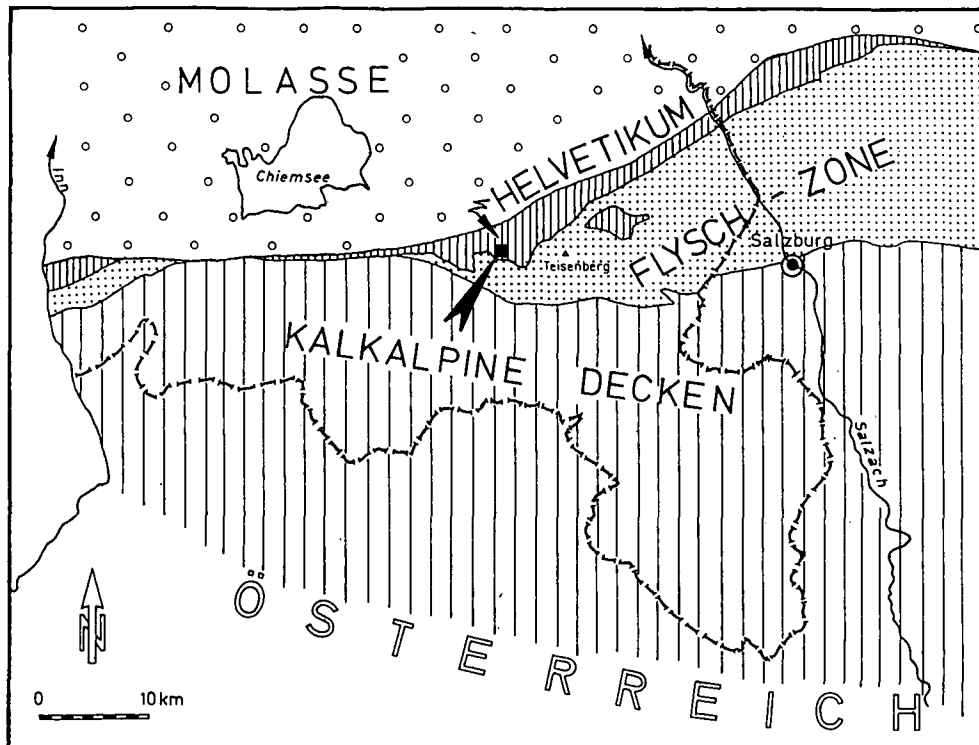 MOLASSE
HELVETIKUM
Chiemsee
Inn
FLYSCH - ZONE
Teisenberg
Salzburg
KALKALPINE DECKEN
Salzach
ÖSTERREICH
N
0 10 km